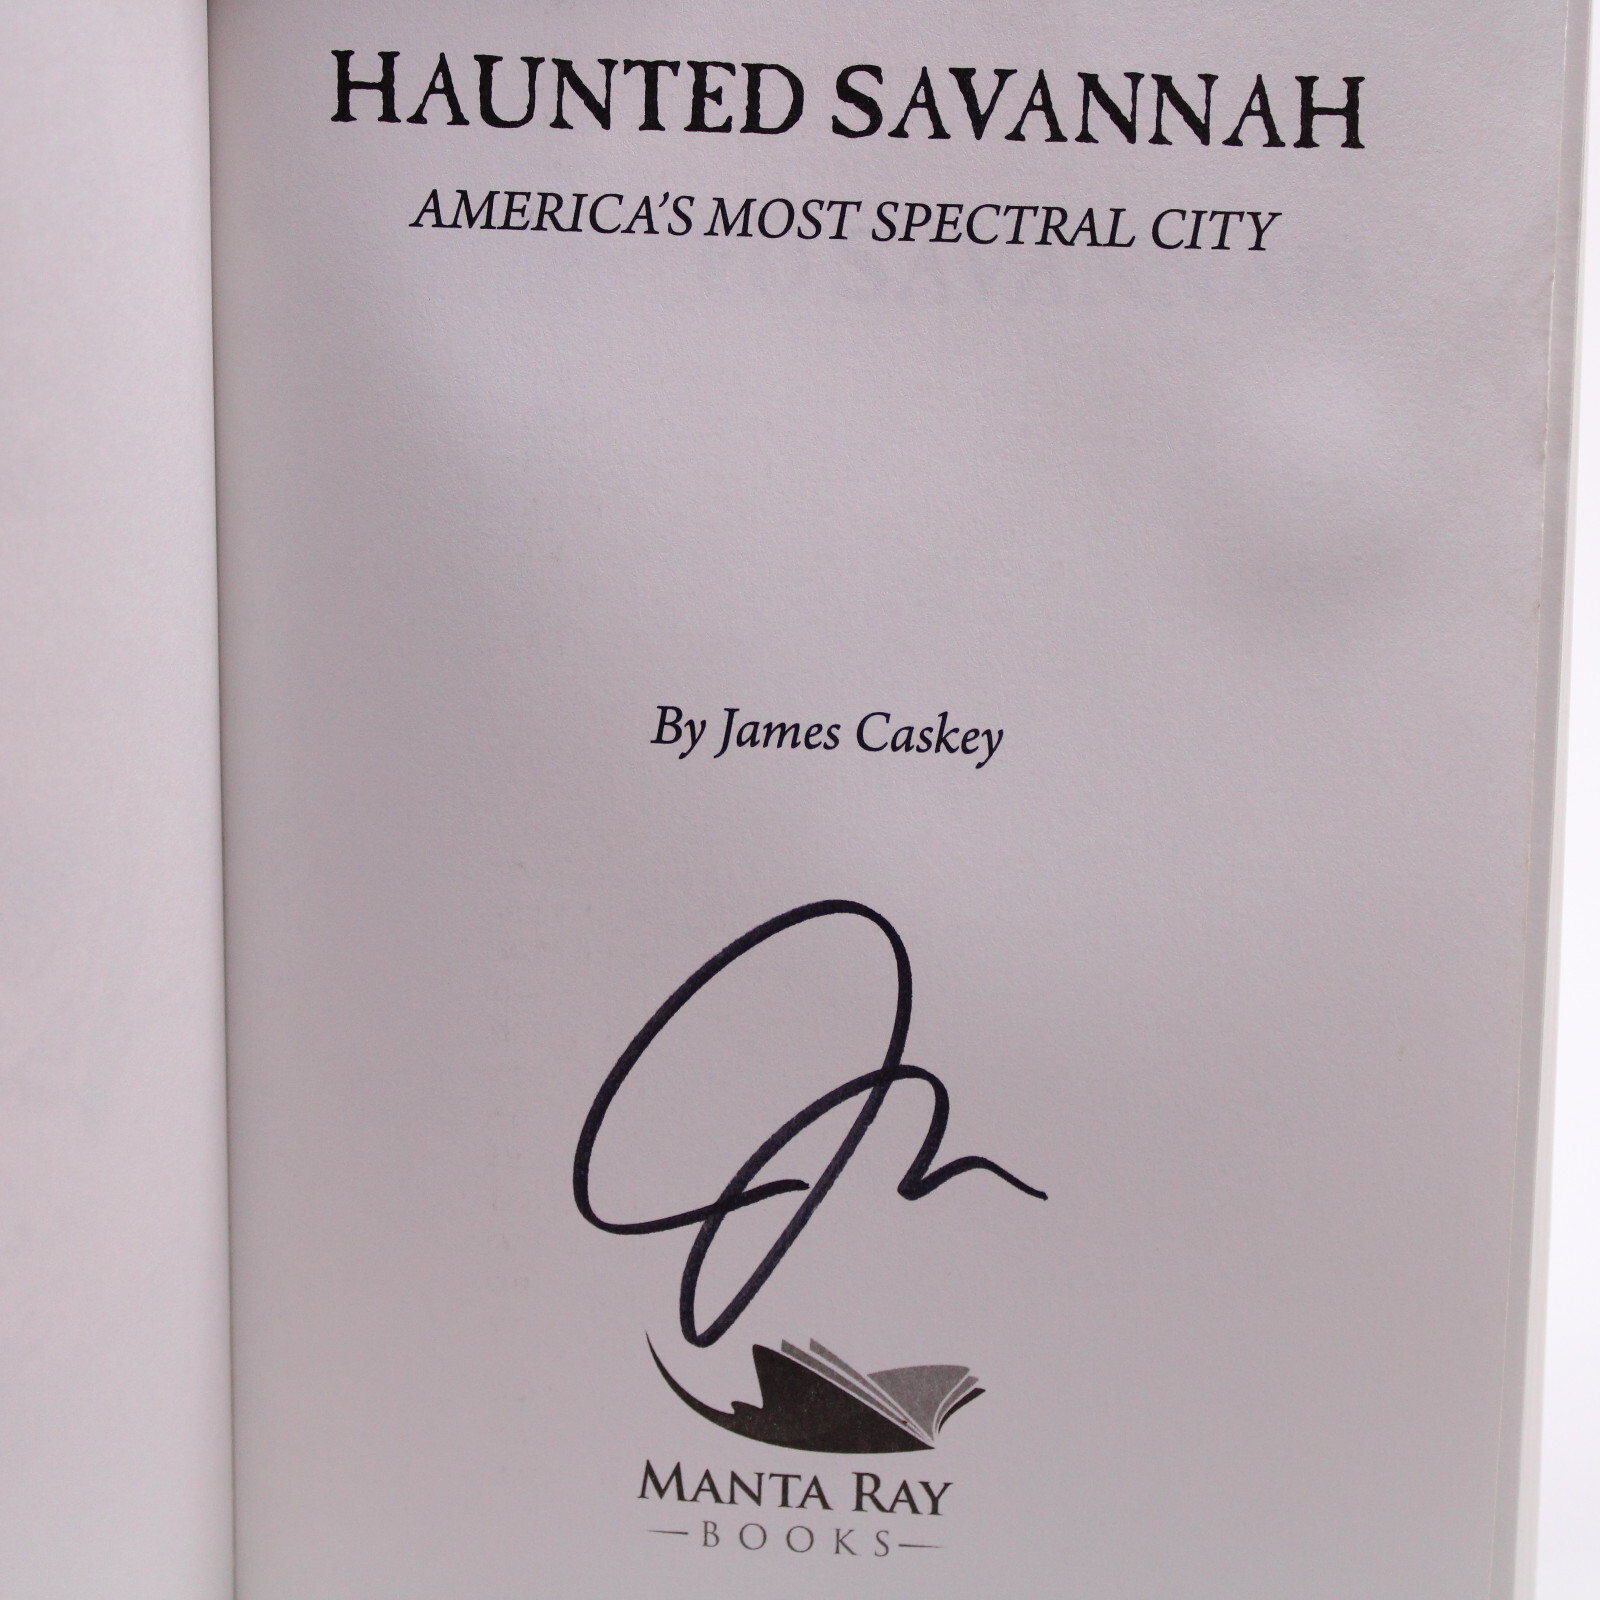 HAUNTED SAVANNAH
AMERICA'S MOST SPECTRAL CITY
By James Caskey
MANTA RAY
BOOKS